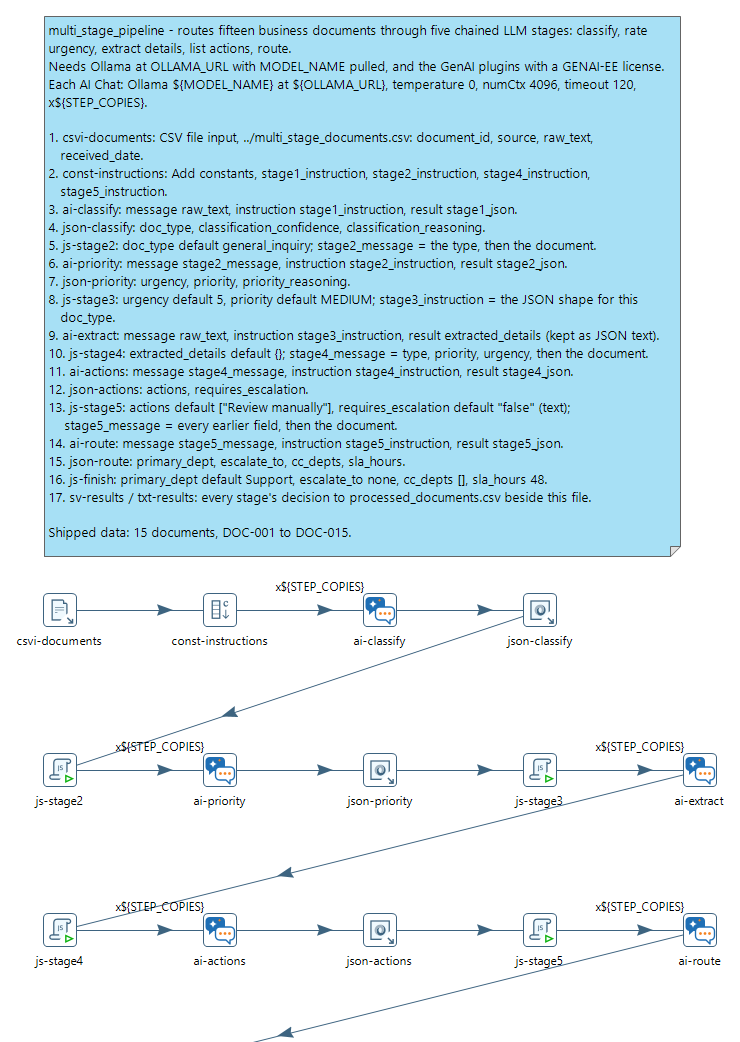 multi_stage_pipeline - routes fifteen business documents through five chained LLM stages: classify, rate
urgency, extract details, list actions, route.
Needs Ollama at OLLAMA_URL with MODEL_NAME pulled, and the GenAI plugins with a GENAI-EE license.
Each AI Chat: Ollama ${MODEL_NAME} at ${OLLAMA_URL}, temperature 0, numCtx 4096, timeout 120,
x${STEP_COPIES}.
1. csvi-documents: CSV file input, ../multi_stage_documents.csv: document_id, source, raw_text,
received_date.
2. const-instructions: Add constants, stage1_instruction, stage2_instruction, stage4_instruction,
stage5_instruction.
3. ai-classify: message raw_text, instruction stage1_instruction, result stage1_json.
4. json-classify: doc_type, classification_confidence, classification_reasoning.
5. js-stage2: doc_type default general_inquiry; stage2_message = the type, then the document.
6. ai-priority: message stage2_message, instruction stage2_instruction, result stage2_json.
7. json-priority: urgency, priority, priority_reasoning.
8. js-stage3: urgency default 5, priority default MEDIUM; stage3_instruction = the JSON shape for this
doc_type.
9. ai-extract: message raw_text, instruction stage3_instruction, result extracted_details (kept as JSON text).
10. js-stage4: extracted_details default {}; stage4_message = type, priority, urgency, then the document.
11. ai-actions: message stage4_message, instruction stage4_instruction, result stage4_json.
12. json-actions: actions, requires_escalation.
13. js-stage5: actions default ["Review manually"], requires_escalation default "false" (text);
stage5_message = every earlier field, then the document.
14. ai-route: message stage5_message, instruction stage5_instruction, result stage5_json.
15. json-route: primary_dept, escalate_to, cc_depts, sla_hours.
16. js-finish: primary_dept default Support, escalate_to none, cc_depts [], sla_hours 48.
17. sv-results / txt-results: every stage's decision to processed_documents.csv beside this file.
Shipped data: 15 documents, DOC-001 to DOC-015.
x${STEP_COPIES}
csvi-documents const-instructions ai-classify json-classify
x${STEP_COPIES} x${STEP_COPIES}
js-stage2 ai-priority json-priority js-stage3 ai-extract
x${STEP_COPIES} x${STEP_COPIES}
js-stage4 ai-actions json-actions js-stage5 ai-route